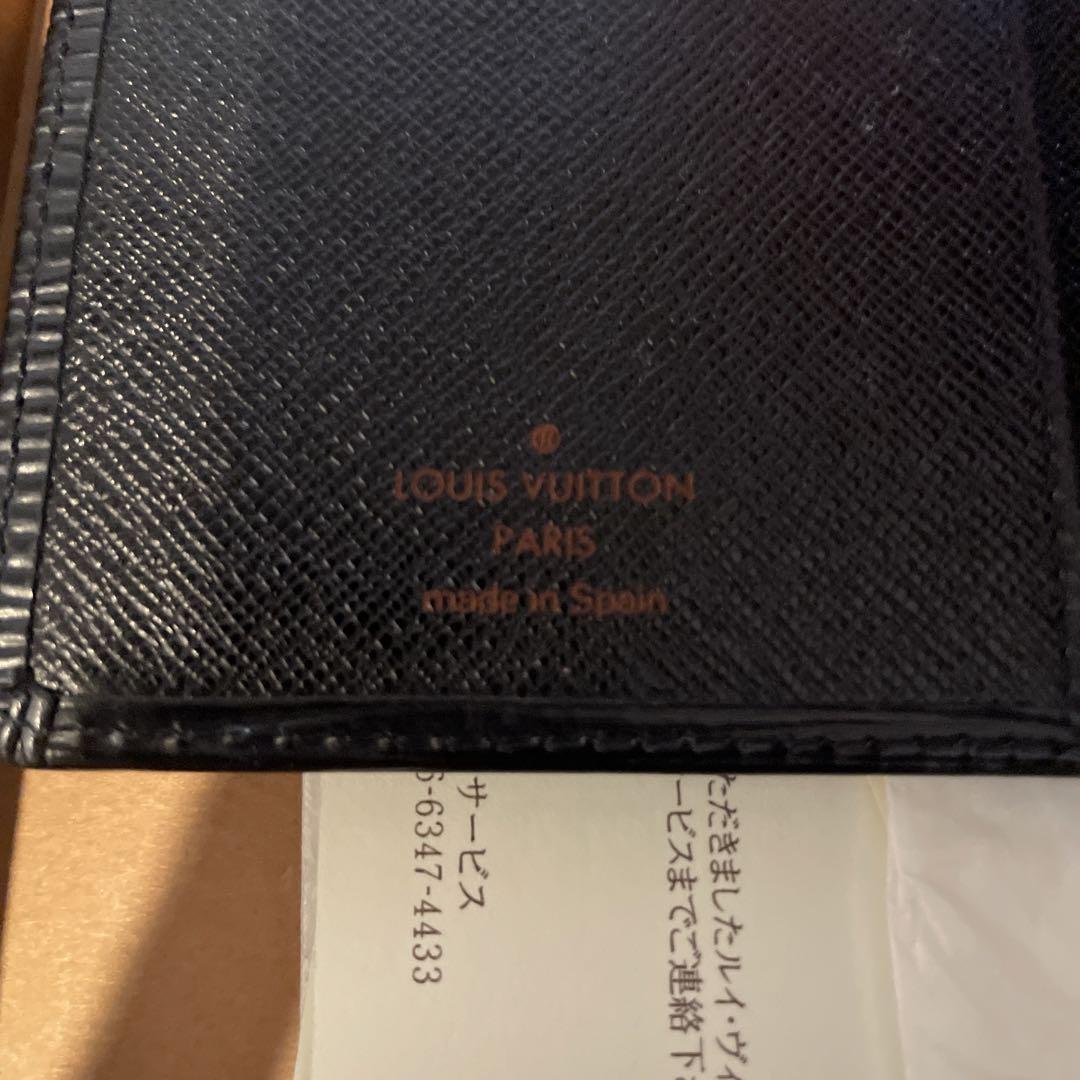 LOUIS VUITTON
PARIS
made in Spain
ただきましたルイ・ヴィ
ービスまでご連絡下
サービス
6-6347-4433